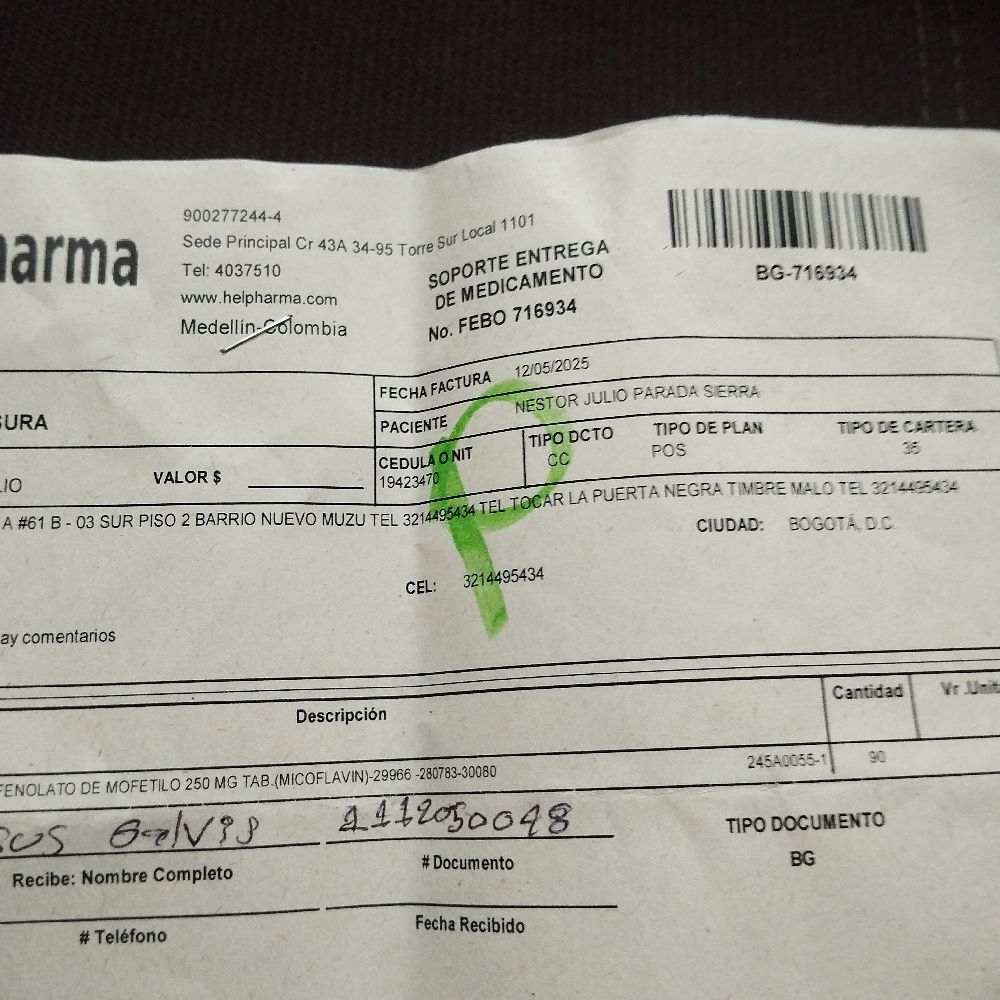 arma
900277244-4
Sede Principal Cr 43A 34-95 Torre Sur Local 1101
Tel: 4037510
www.helpharma.com
Medellín-Colombia
SOPORTE ENTREGA
DE MEDICAMENTO
No. FEBO 716934
BG-716934
FECHA FACTURA 12/05/2025
SURA
PACIENTE NESTOR JULIO PARADA SIERRA
LIO VALOR $
CEDULA O NIT
19423470
TIPO DCTO
CC
TIPO DE PLAN
POS
TIPO DE CARTERA
35
A #61 B - 03 SUR PISO 2 BARRIO NUEVO MUZU TEL 3214495434 TEL TOCAR LA PUERTA NEGRA TIMBRE MALO TEL 3214495434
CIUDAD: BOGOTÁ, D.C.
CEL: 3214495434
P
ay comentarios
Descripción Cantidad Vr .Unit
FENOLATO DE MOFETILO 250 MG TAB.(MICOFLAVIN)-29966 -280783-30080 245A0055-1 90
Galvis 1112050048
Recibe: Nombre Completo # Documento
TIPO DOCUMENTO
BG
# Teléfono Fecha Recibido